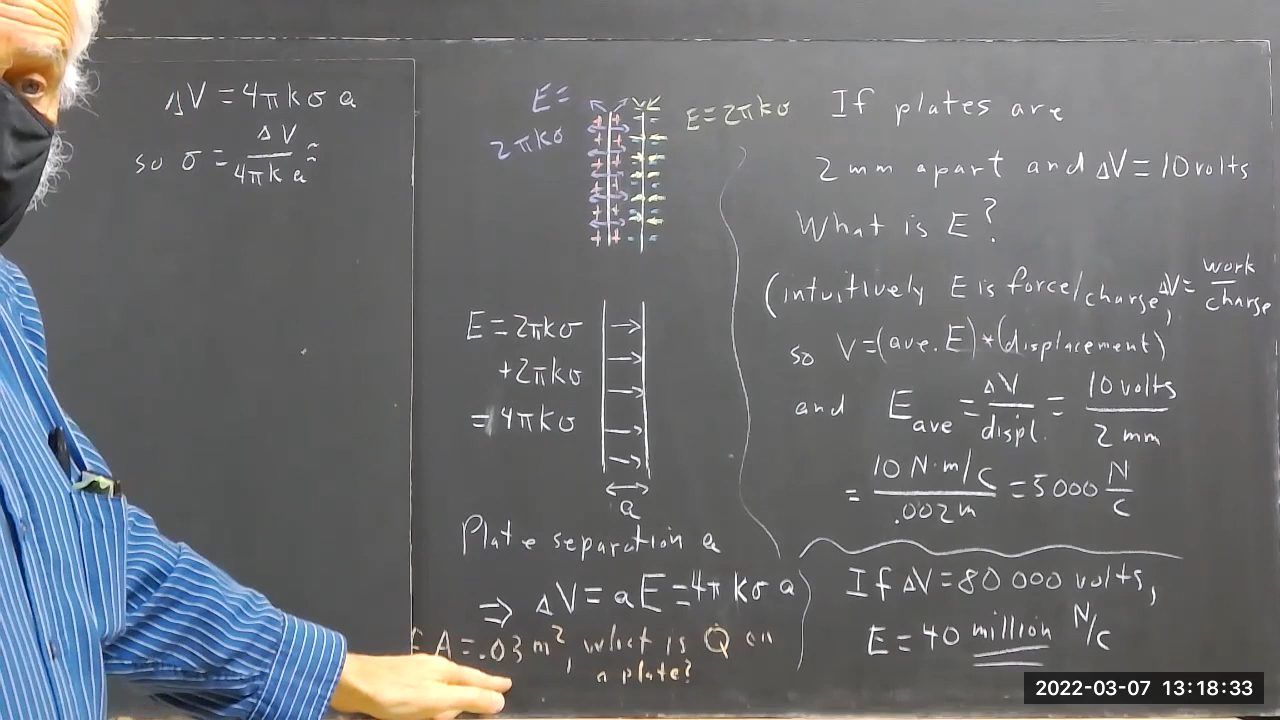 ΔV = 4πkσ a
so σ = ΔV / 4πk a
E =
2πkσ
E = 2πkσ
E = 2πkσ
+ 2πkσ
= 4πkσ
a
Plate separation a
⇒ ΔV = aE = 4πkσ a
A = .03 m², what is Q on
a plate?
If plates are
2 mm apart and ΔV = 10 volts
What is E?
(intuitively E is force/charge, ΔV = work/charge
so V = (ave. E) * (displacement)
and E ave = ΔV / displ. = 10 volts / 2 mm
= 10 N·m/C / .002 m = 5000 N/C
If ΔV = 80 000 volts,
E = 40 million N/C
2022-03-07 13:18:33